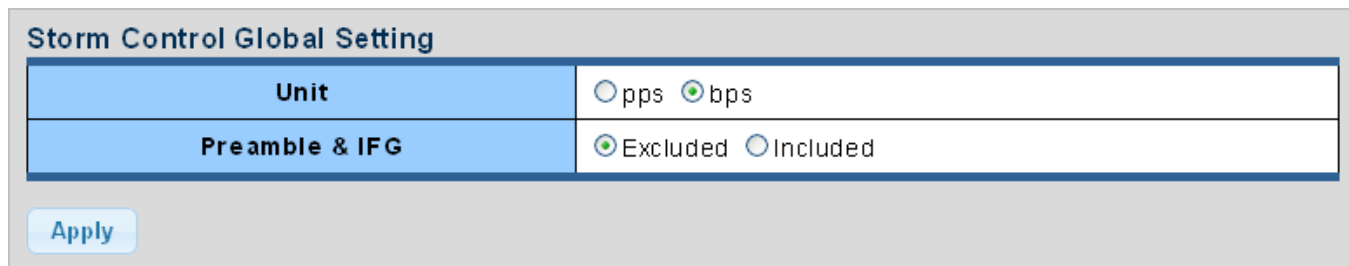 Storm Control Global Setting
Unit pps bps
Preamble & IFG Excluded Included
Apply